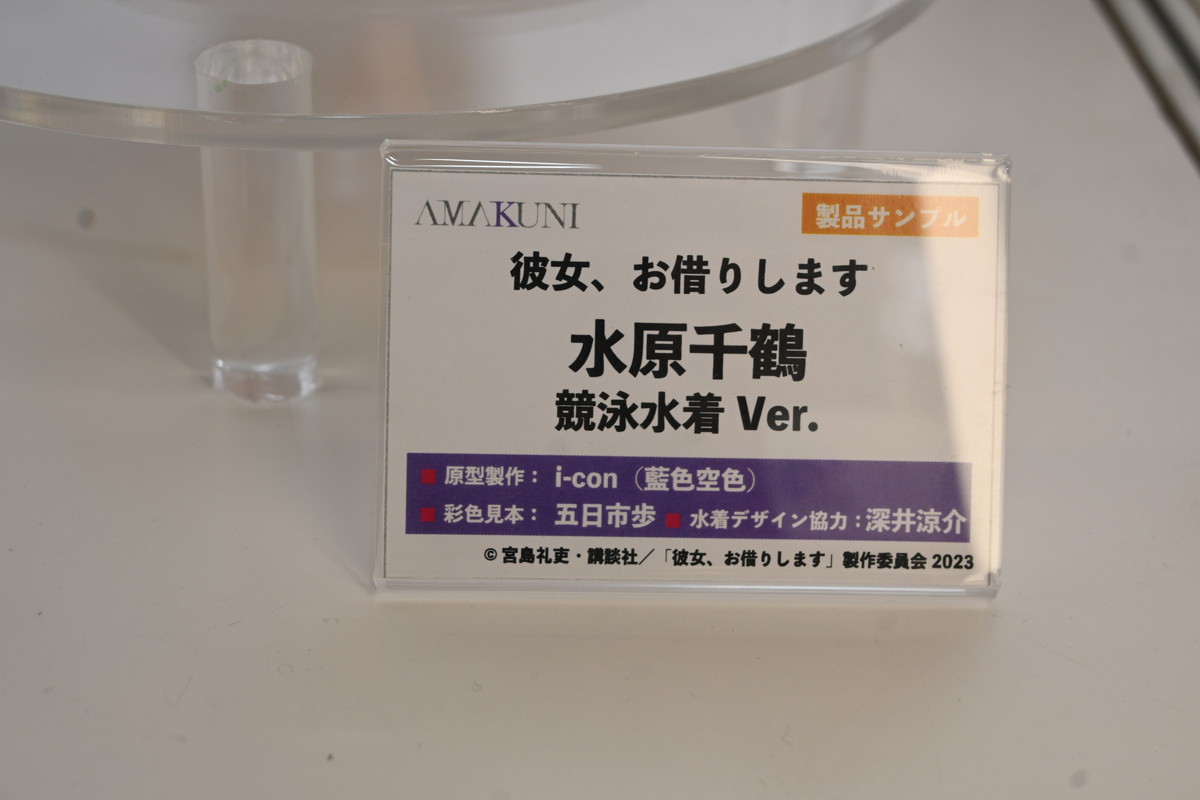 AMAKUNI
製品サンプル
彼女、お借りします
水原千鶴
競泳水着 Ver.
■ 原型製作： i-con（藍色空色）
■ 彩色見本： 五日市歩 ■ 水着デザイン協力：深井涼介
© 宮島礼吏・講談社／「彼女、お借りします」製作委員会 2023